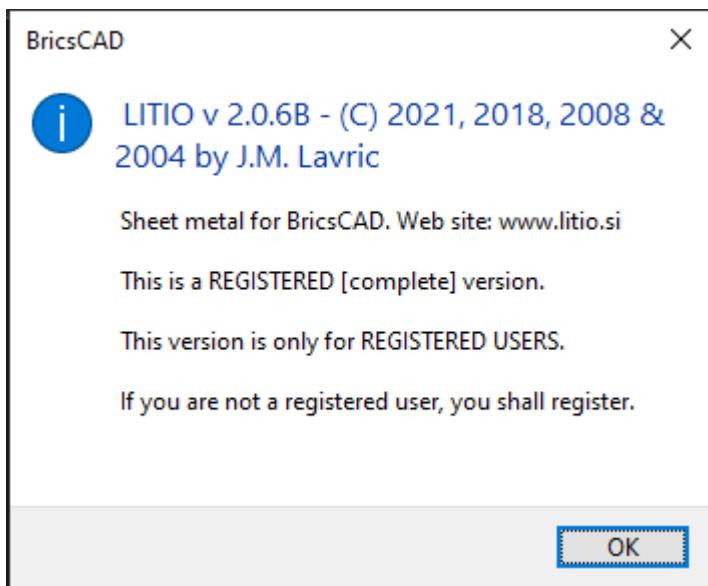 BricsCAD
LITIO v 2.0.6B - (C) 2021, 2018, 2008 &
2004 by J.M. Lavric
Sheet metal for BricsCAD. Web site: www.litio.si
This is a REGISTERED [complete] version.
This version is only for REGISTERED USERS.
If you are not a registered user, you shall register.
OK